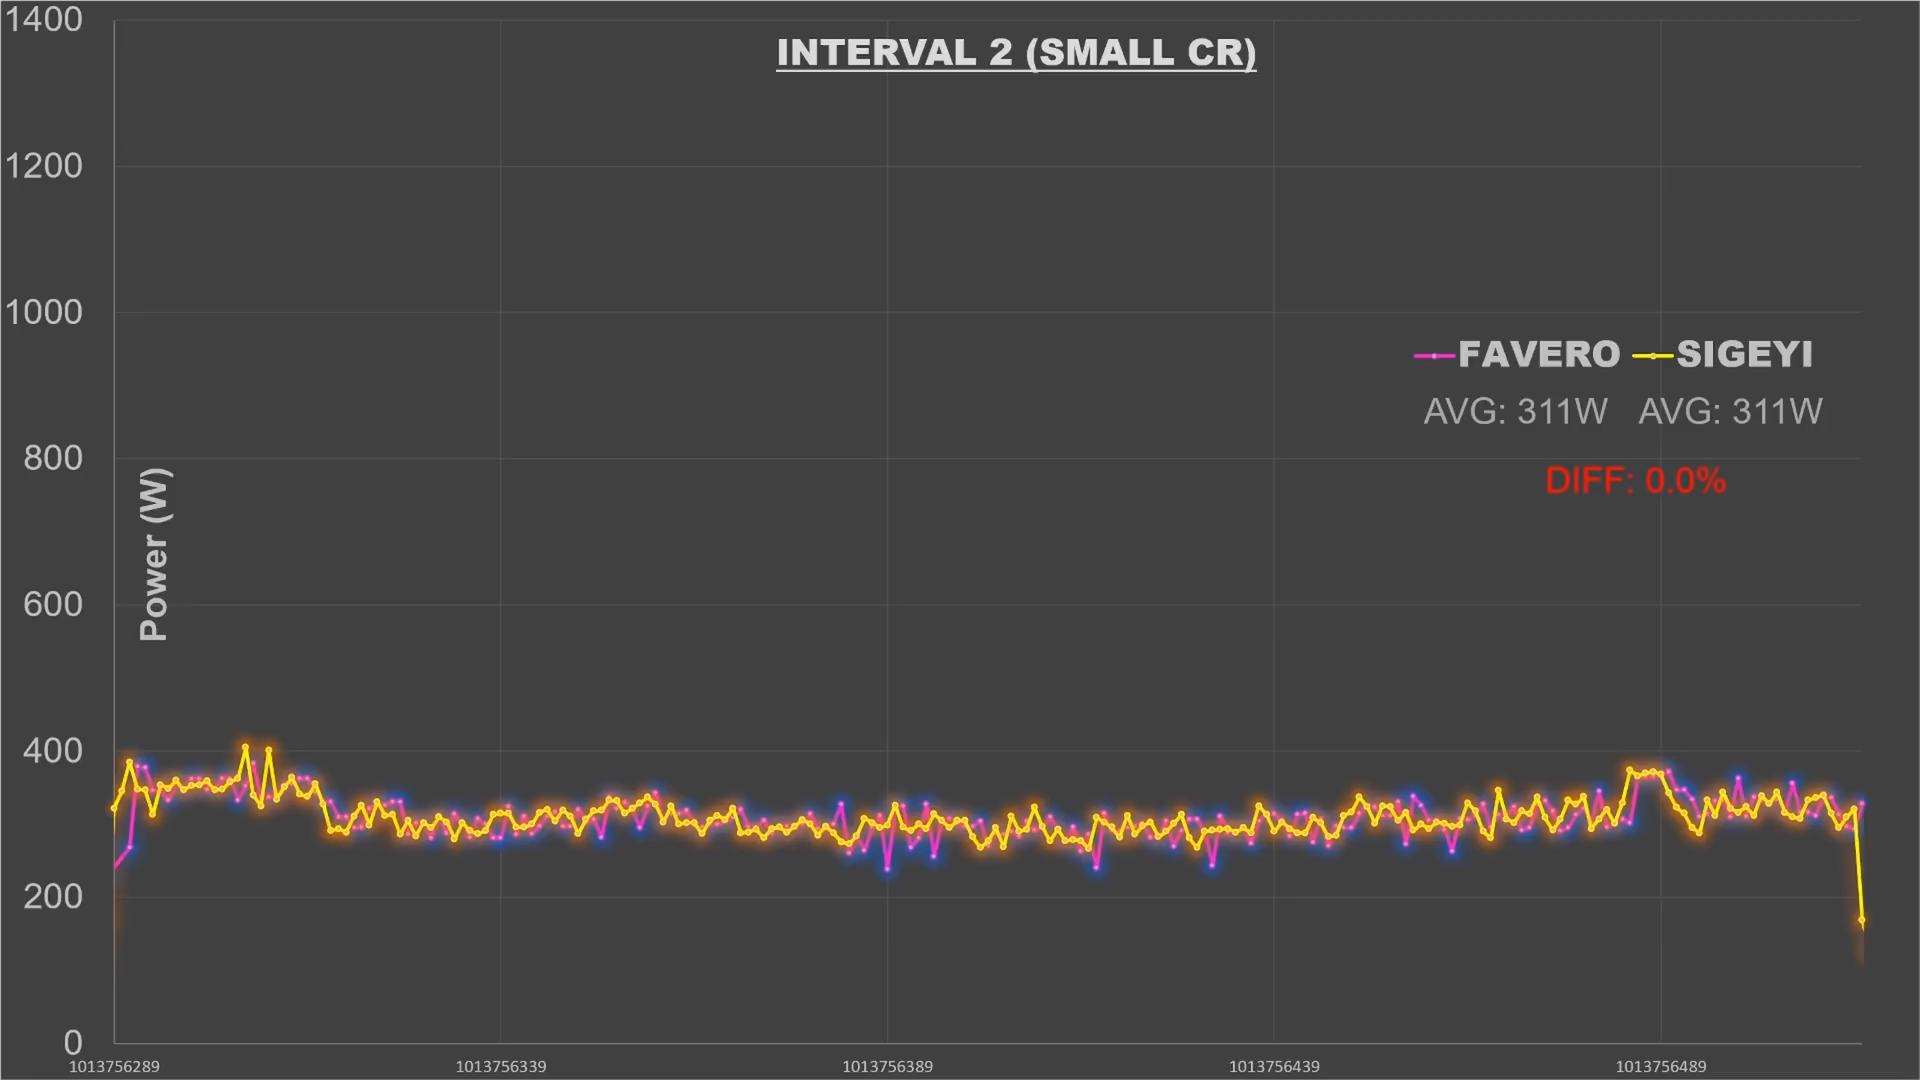 INTERVAL 2 (SMALL CR)
1400
1200
1000
800
600
400
200
0
Power (W)
FAVERO SIGEYI
AVG: 311W AVG: 311W
DIFF: 0.0%
1013756289 1013756339 1013756389 1013756439 1013756489